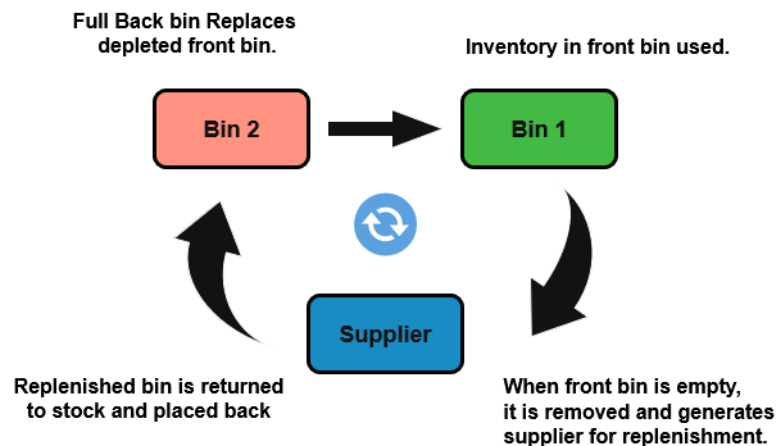 Full Back bin Replaces
depleted front bin.
Inventory in front bin used.
Bin 2
Bin 1
Supplier
Replenished bin is returned
to stock and placed back
When front bin is empty,
it is removed and generates
supplier for replenishment.